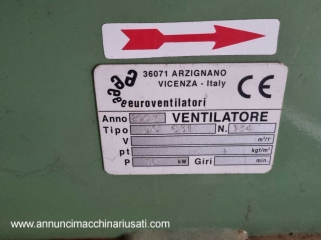 36071 ARZIGNANO
VICENZA - Italy
CE
euroventilatori
Anno VENTILATORE
Tipo N.
V m³/1'
pt kgf/m²
P kW Giri min.
www.annuncimacchinariusati.com